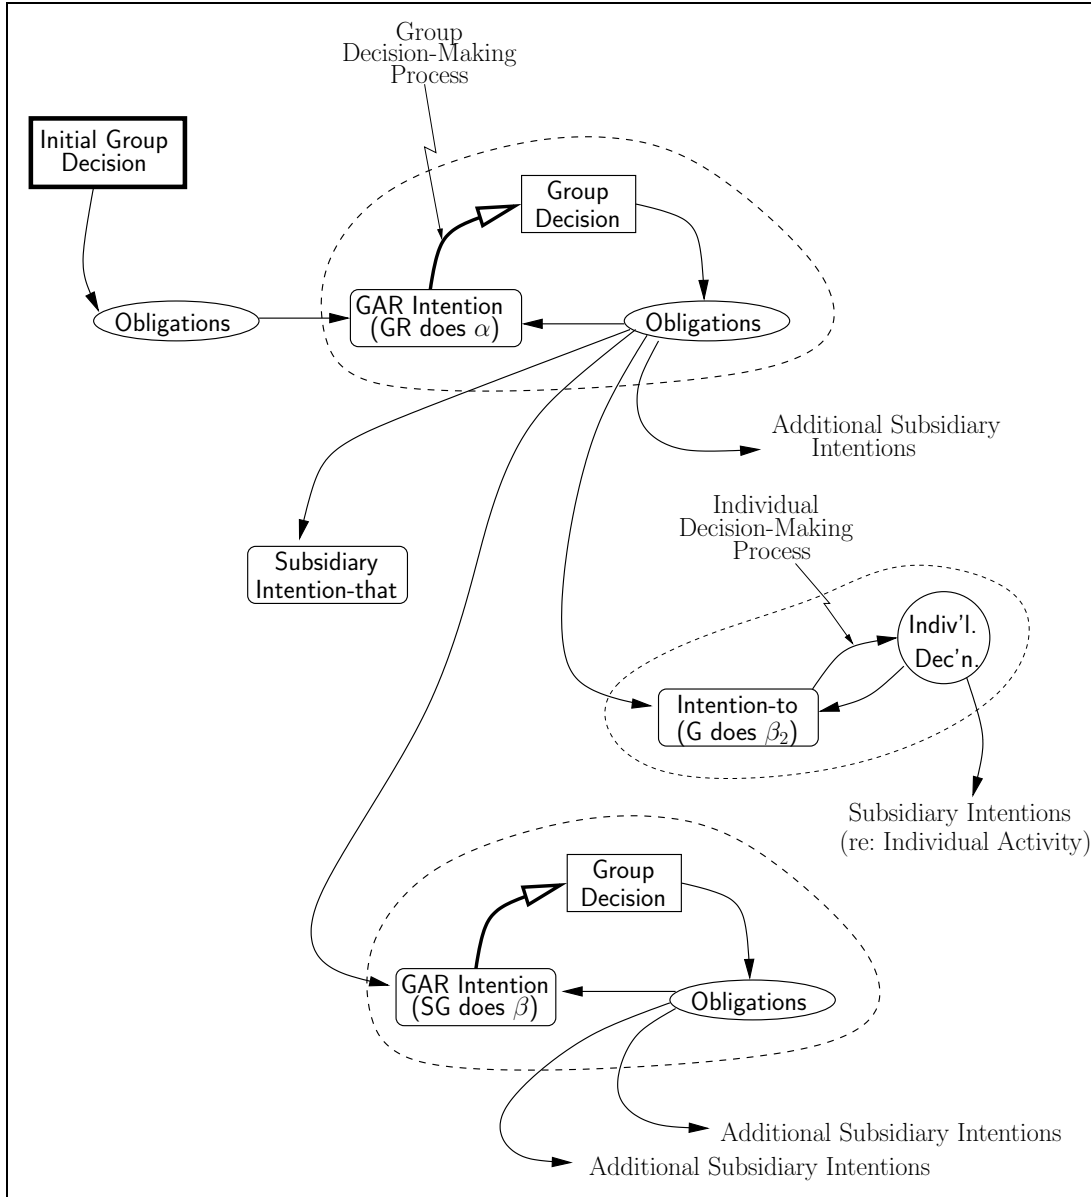 Group
Decision-Making
Process
Initial Group
Decision
Group
Decision
GAR Intention
(GR does α)
Obligations
Obligations
Additional Subsidiary
Intentions
Individual
Decision-Making
Process
Subsidiary
Intention-that
Indiv'l.
Dec'n.
Intention-to
(G does β₂)
Subsidiary Intentions
(re: Individual Activity)
Group
Decision
GAR Intention
(SG does β)
Obligations
Additional Subsidiary Intentions
Additional Subsidiary Intentions